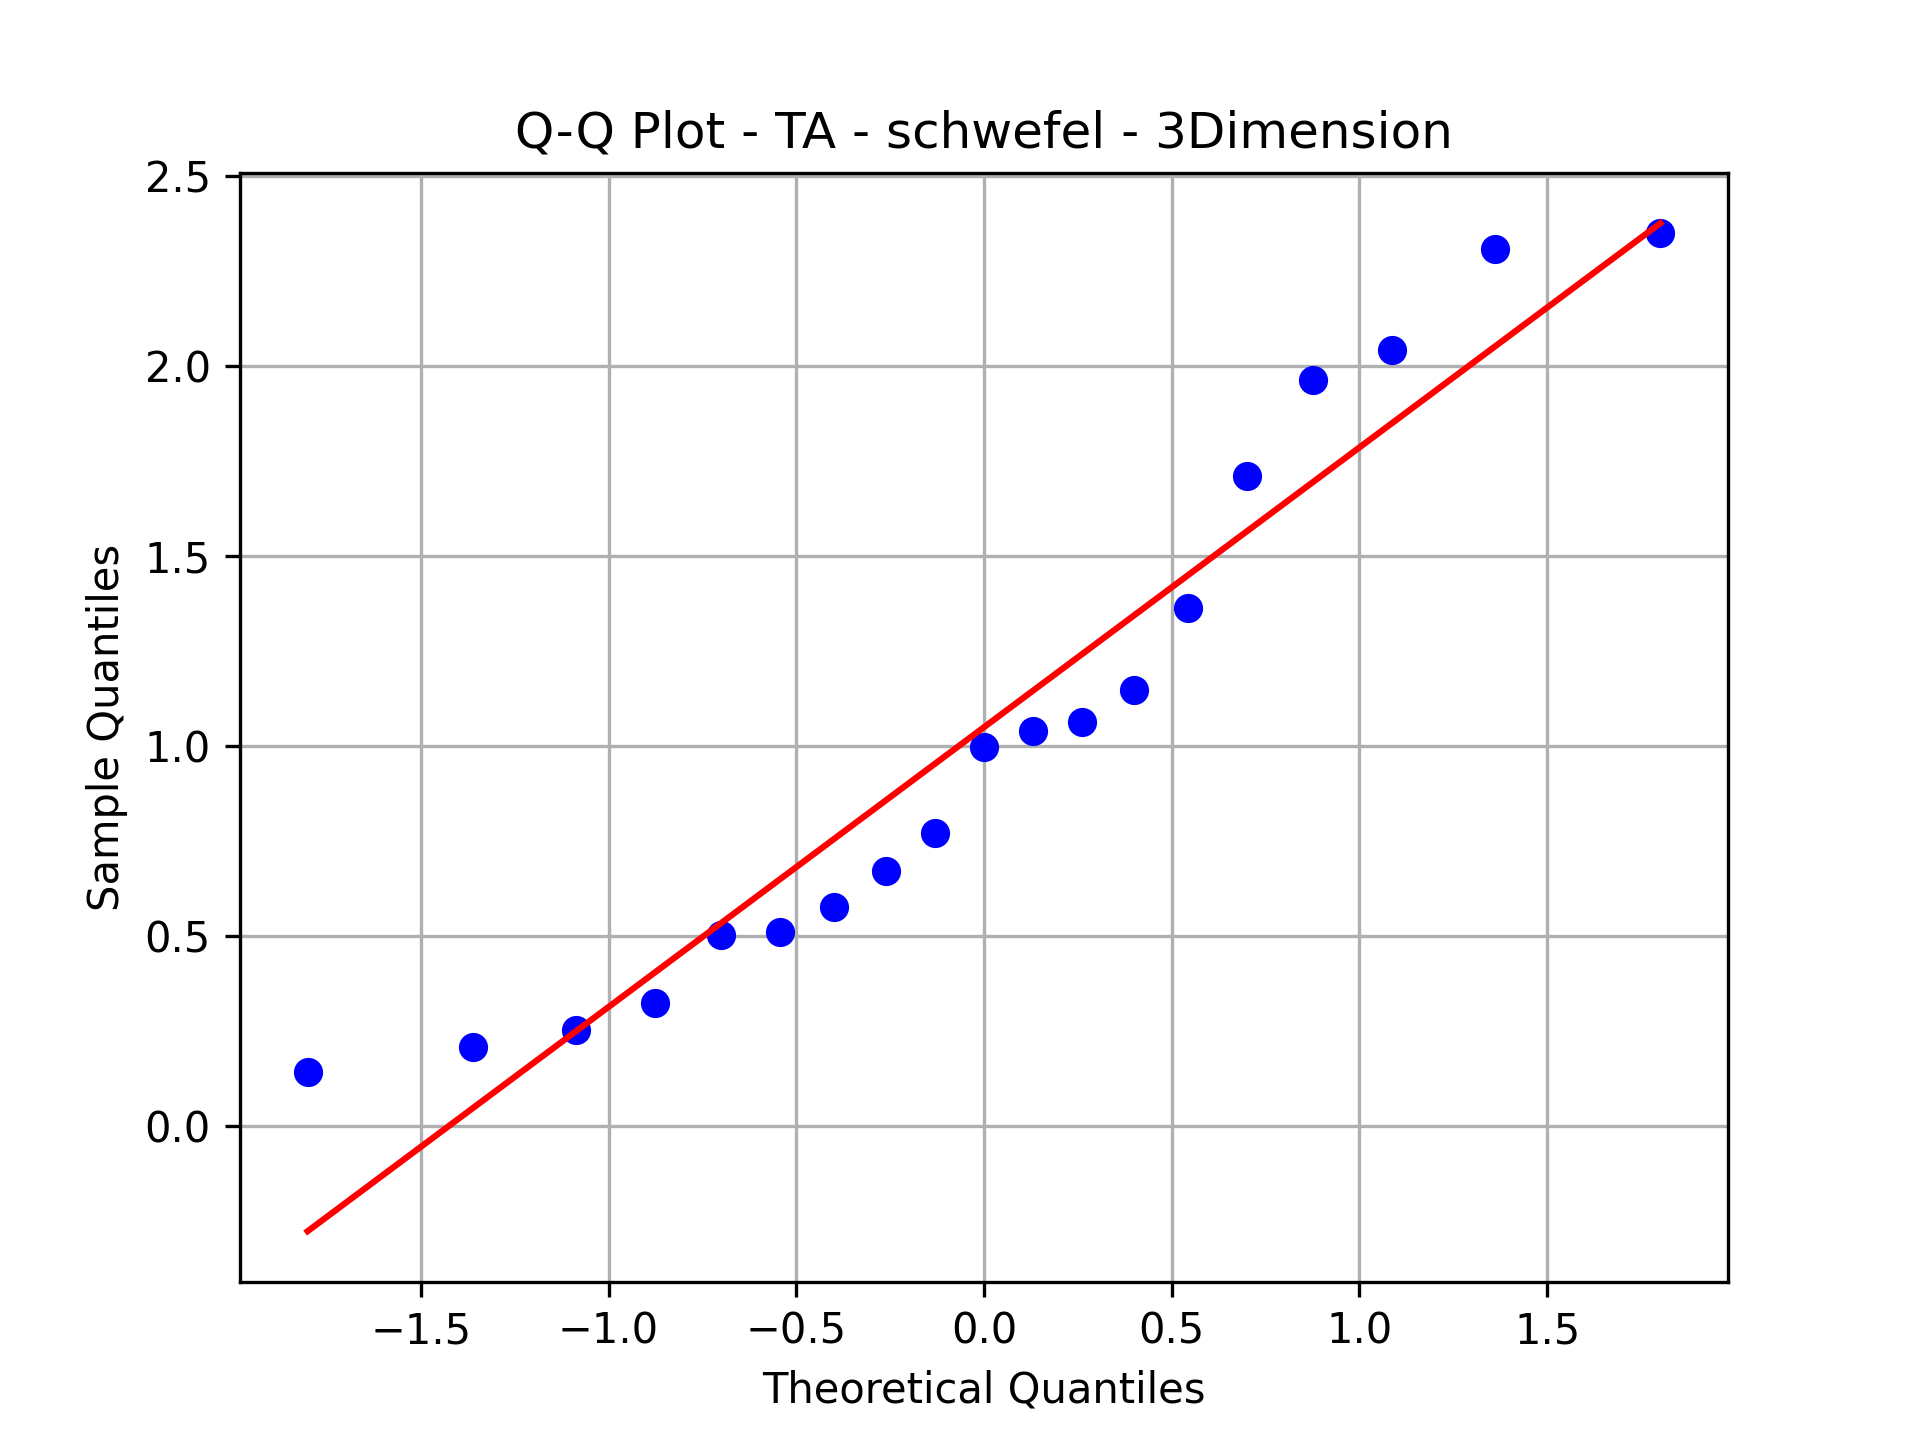 Q-Q Plot - TA - schwefel - 3Dimension
2.5
2.0
1.5
1.0
0.5
0.0
Sample Quantiles
−1.5 −1.0 −0.5 0.0 0.5 1.0 1.5
Theoretical Quantiles